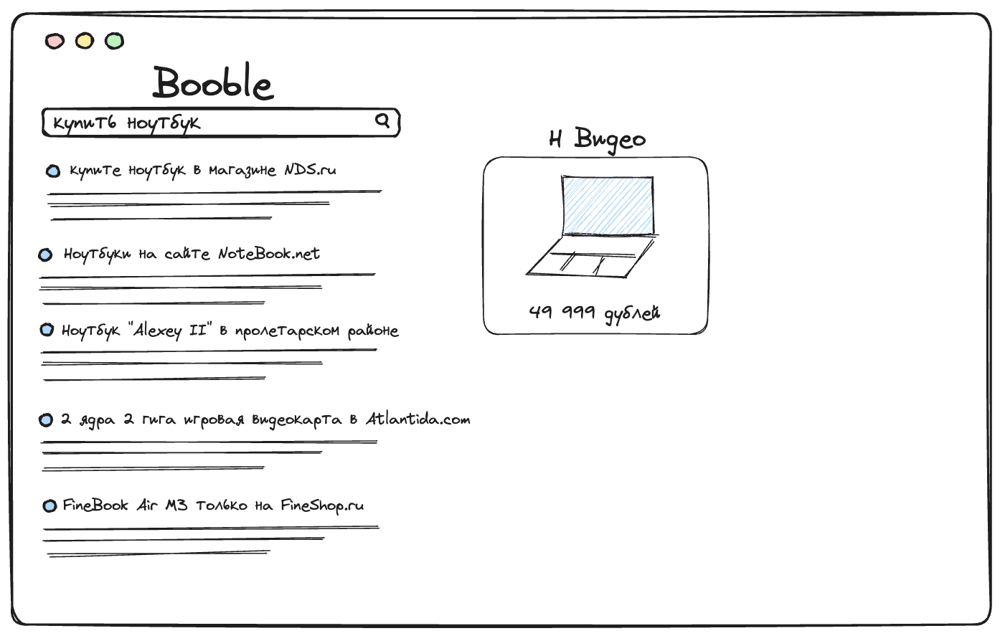 Booble
купить ноутбук
купите ноутбук в магазине NDS.ru
Ноутбуки на сайте NoteBook.net
Ноутбук "Alexey II" в пролетарском районе
2 ядра 2 гига игровая видеокарта в Atlantida.com
FineBook Air M3 только на FineShop.ru
Н Видео
49 999 дублей